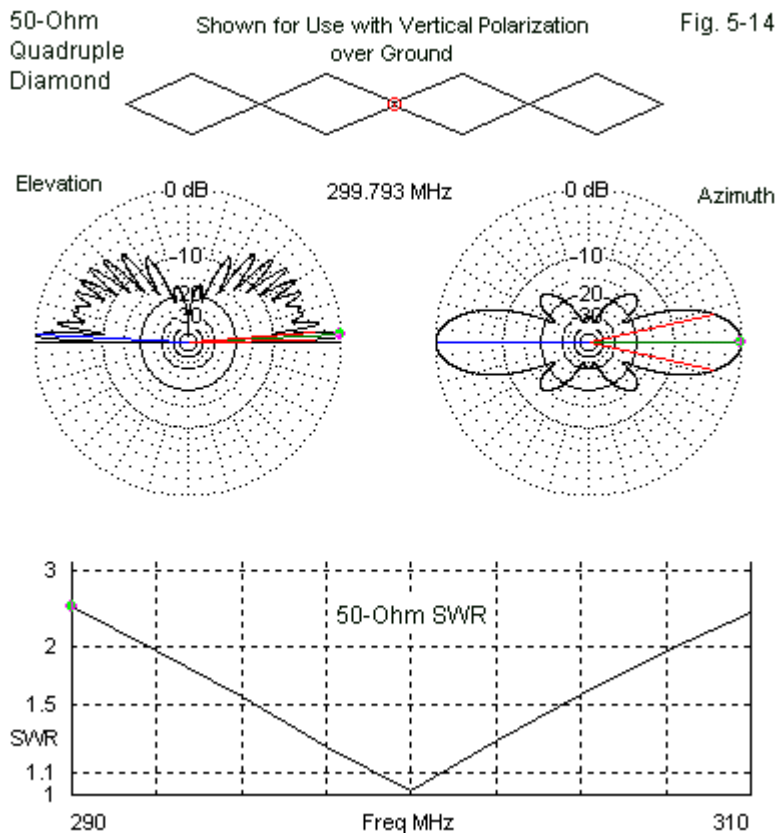 50-Ohm
Quadruple
Diamond
Shown for Use with Vertical Polarization
over Ground
Fig. 5-14
Elevation
0 dB
-10
20
30
299.793 MHz
0 dB
-10
20
30
Azimuth
3
2
1.5
SWR
1.1
1
50-Ohm SWR
290
Freq MHz
310